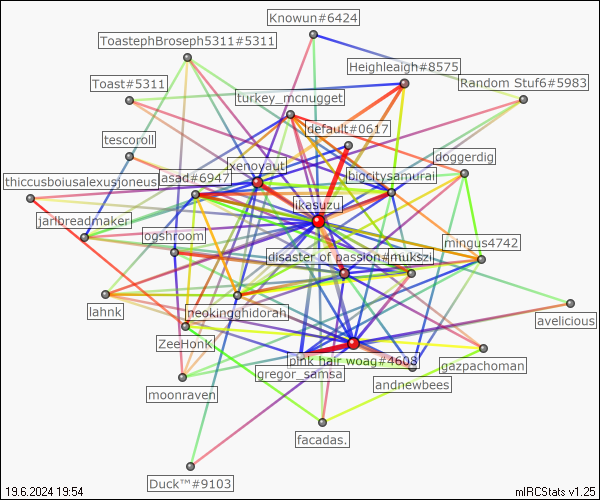 Knowun#6424
ToastephBroseph5311#5311
Heighleaigh#8575
Toast#5311
Random Stuf6#5983
turkey_mcnugget
default#0617
tescoroll
doggerdig
xenovaut
asad#6947
bigcitysamurai
thiccusboiusalexusjoneus
ikasuzu
jarlbreadmaker
ogshroom
mingus4742
disaster of passion#
mukszi
lahnk
neokingghidorah
avelicious
ZeeHonK
pink hair woag#4608
gazpachoman
gregor_samsa
andnewbees
moonraven
facadas.
Duck™#9103
19.6.2024 19:54
mIRCStats v1.25